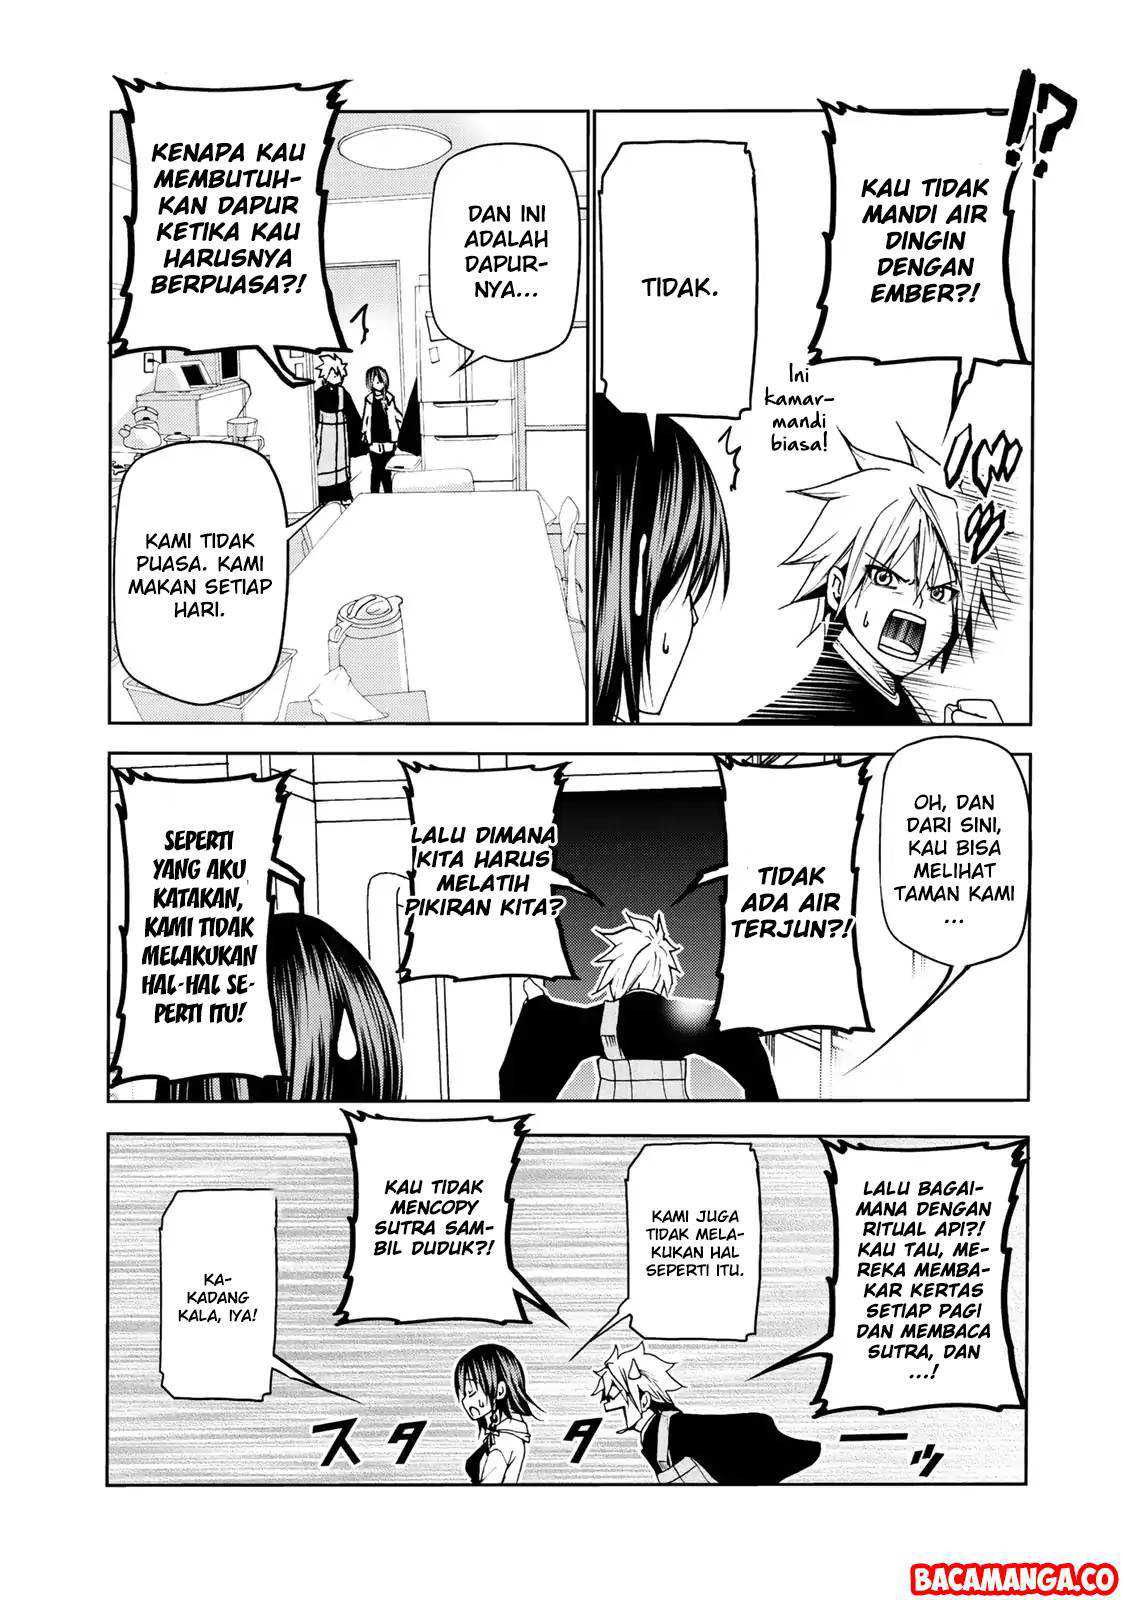 !?
KAU TIDAK
MANDI AIR
DINGIN
DENGAN
EMBER?!
TIDAK.
Ini
kamar-
mandi
biasa!
DAN INI
ADALAH
DAPUR-
NYA...
KENAPA KAU
MEMBUTUH-
KAN DAPUR
KETIKA KAU
HARUSNYA
BERPUASA?!
KAMI TIDAK
PUASA. KAMI
MAKAN SETIAP
HARI.
OH, DAN
DARI SINI,
KAU BISA
MELIHAT
TAMAN KAMI
...
TIDAK
ADA AIR
TERJUN?!
LALU DIMANA
KITA HARUS
MELATIH
PIKIRAN KITA?
SEPERTI
YANG AKU
KATAKAN,
KAMI TIDAK
MELAKUKAN
HAL-HAL SE-
PERTI ITU!
LALU BAGAI-
MANA DENGAN
RITUAL API?!
KAU TAU, ME-
REKA MEMBA-
KAR KERTAS
SETIAP PAGI
DAN MEMBACA
SUTRA, DAN
...!
KAMI JUGA
TIDAK MELA-
KUKAN HAL
SEPERTI ITU.
KAU TIDAK
MENCOPY
SUTRA SAM-
BIL DUDUK?!
KA-
KADANG
KALA, IYA!
スタターッ
BACAMANGA.CO